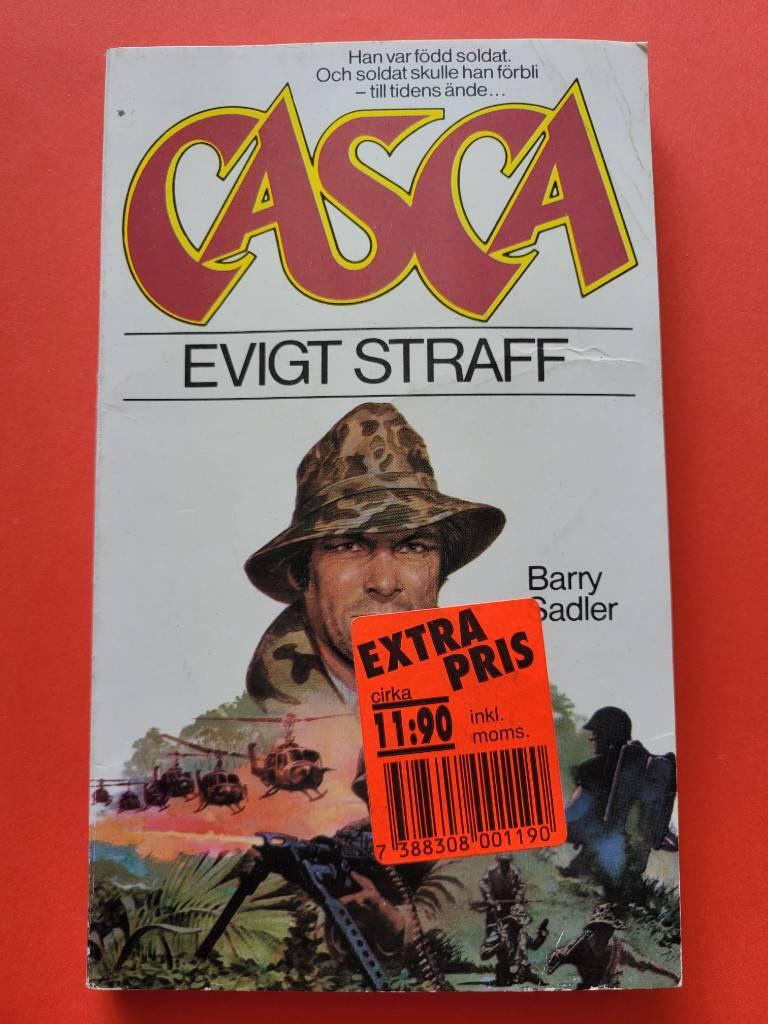 Han var född soldat.
Och soldat skulle han förbli
– till tidens ände...
CASCA
EVIGT STRAFF
Barry
Sadler
EXTRA
PRIS
cirka
11:90
inkl.
moms.
7 388308 001190